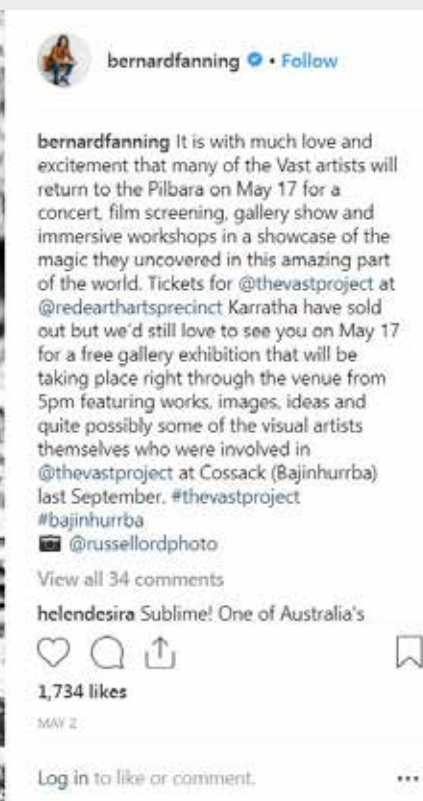 bernardfanning • Follow
bernardfanning It is with much love and
excitement that many of the Vast artists will
return to the Pilbara on May 17 for a
concert, film screening, gallery show and
immersive workshops in a showcase of the
magic they uncovered in this amazing part
of the world. Tickets for @thevastproject at
@redearthartsprecinct Karratha have sold
out but we'd still love to see you on May 17
for a free gallery exhibition that will be
taking place right through the venue from
5pm featuring works, images, ideas and
quite possibly some of the visual artists
themselves who were involved in
@thevastproject at Cossack (Bajinhurrba)
last September. #thevastproject
#bajinhurrba
@russellordphoto
View all 34 comments
helendesira Sublime! One of Australia's
1,734 likes
MAY 2
Log in to like or comment.